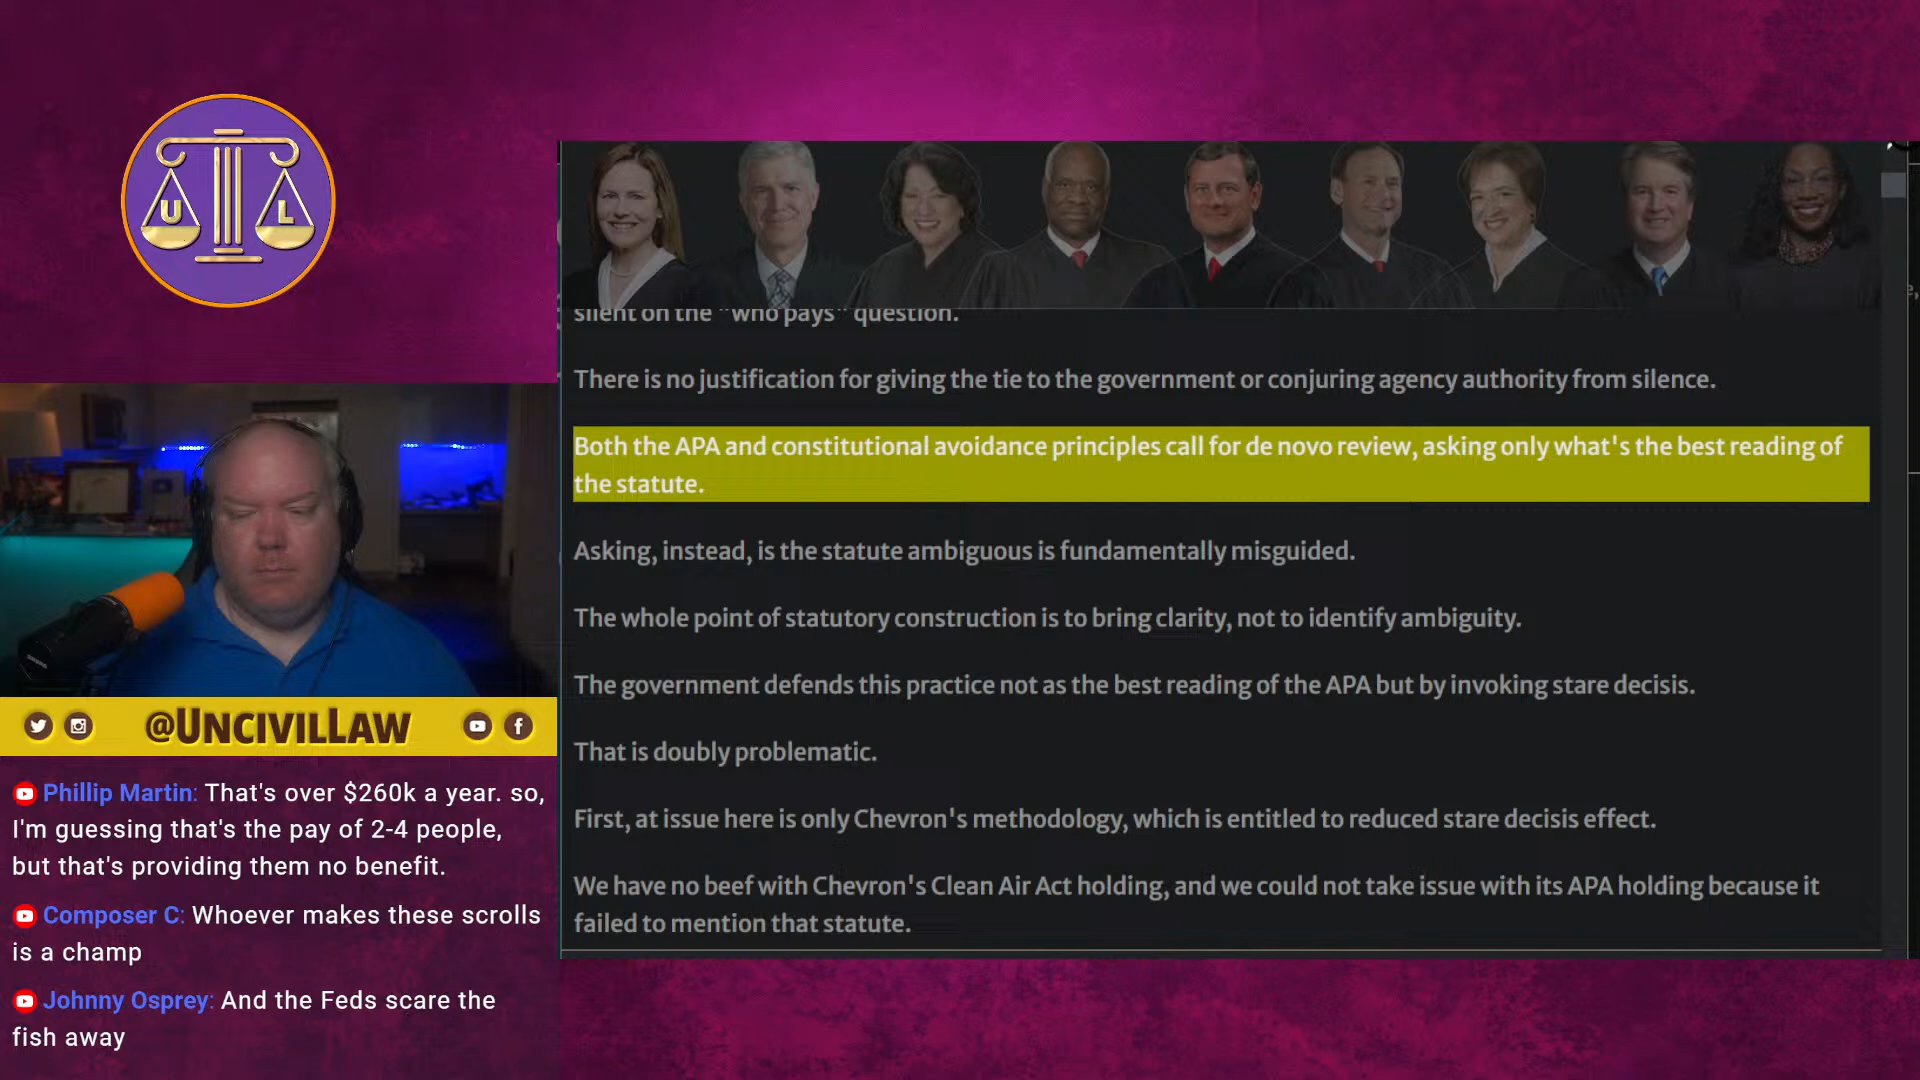 U L
silent on the "who pays" question.
There is no justification for giving the tie to the government or conjuring agency authority from silence.
Both the APA and constitutional avoidance principles call for de novo review, asking only what's the best reading of
the statute.
Asking, instead, is the statute ambiguous is fundamentally misguided.
The whole point of statutory construction is to bring clarity, not to identify ambiguity.
The government defends this practice not as the best reading of the APA but by invoking stare decisis.
That is doubly problematic.
First, at issue here is only Chevron's methodology, which is entitled to reduced stare decisis effect.
We have no beef with Chevron's Clean Air Act holding, and we could not take issue with its APA holding because it
failed to mention that statute.
@UNCIVILLAW
Phillip Martin: That's over $260k a year. so,
I'm guessing that's the pay of 2-4 people,
but that's providing them no benefit.
Composer C: Whoever makes these scrolls
is a champ
Johnny Osprey: And the Feds scare the
fish away